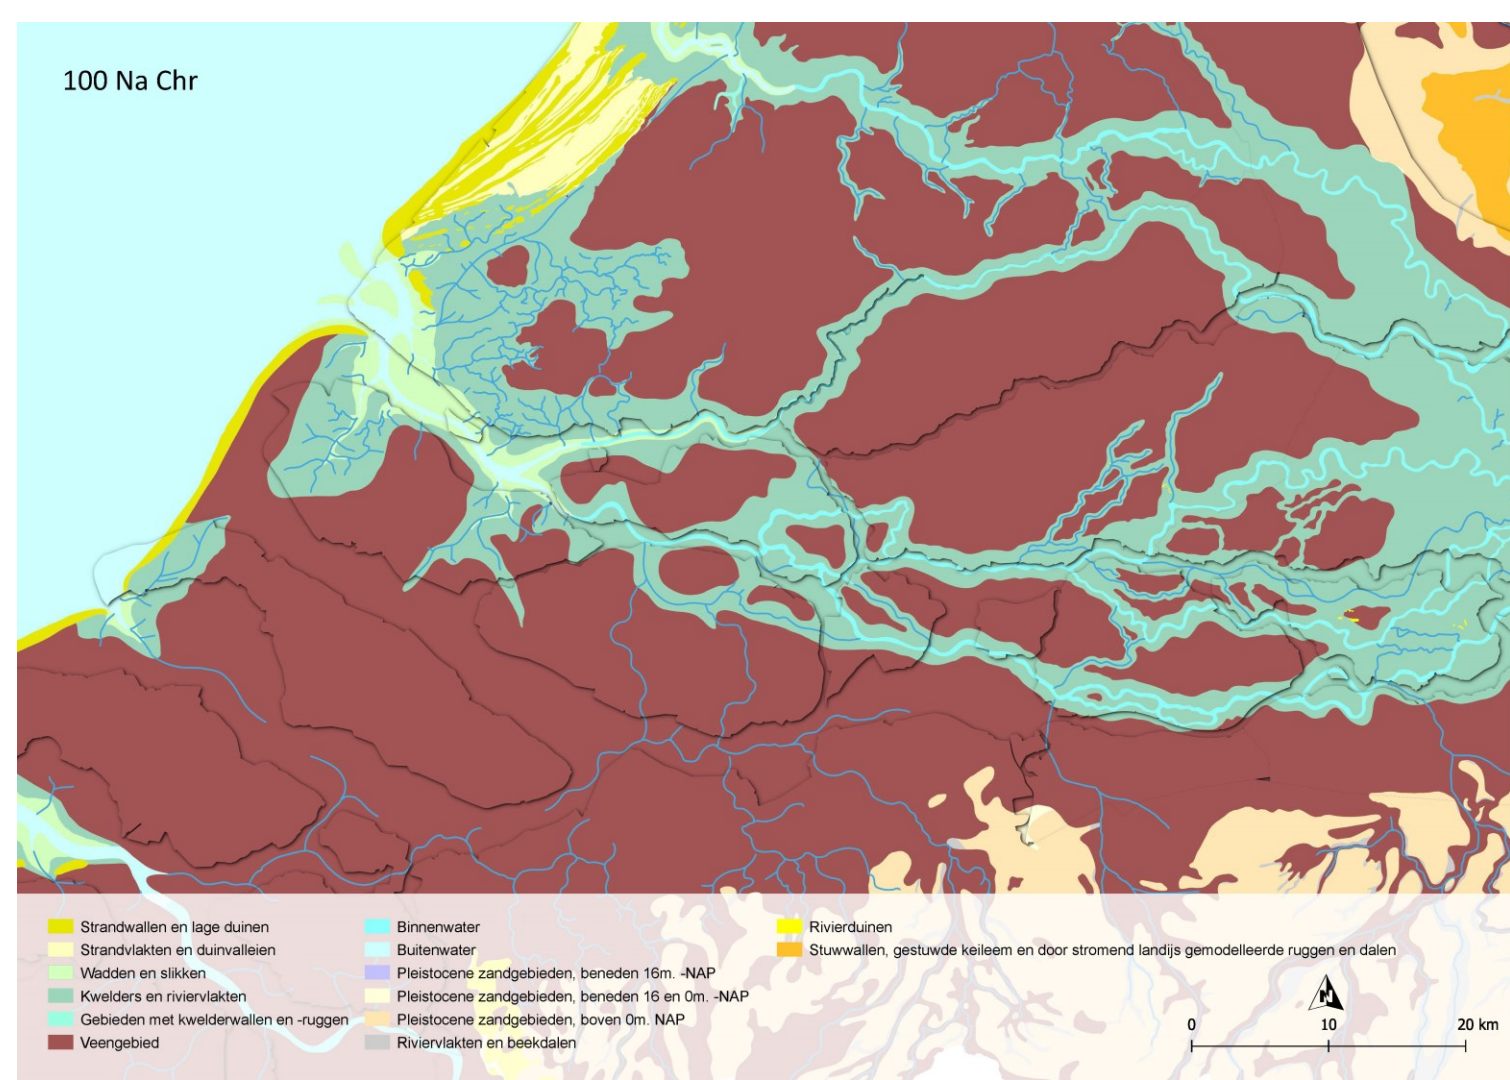 100 Na Chr
Strandwallen en lage duinen
Strandvlakten en duinvalleien
Wadden en slikken
Kwelders en riviervlakten
Gebieden met kwelderwallen en -ruggen
Veengebied
Binnenwater
Buitenwater
Pleistocene zandgebieden, beneden 16m. -NAP
Pleistocene zandgebieden, beneden 16 en 0m. -NAP
Pleistocene zandgebieden, boven 0m. NAP
Riviervlakten en beekdalen
Rivierduinen
Stuwwallen, gestuwde keileem en door stromend landijs gemodelleerde ruggen en dalen
N
0 10 20 km